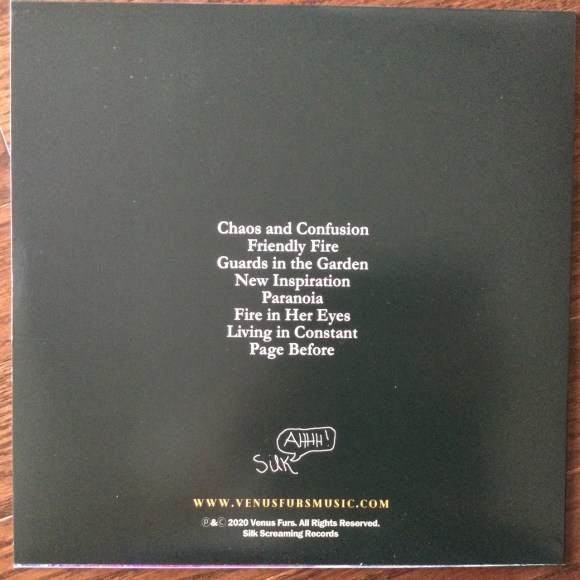 Chaos and Confusion
Friendly Fire
Guards in the Garden
New Inspiration
Paranoia
Fire in Her Eyes
Living in Constant
Page Before
AHHH!
Silk
WWW.VENUSFURSMUSIC.COM
Ⓟ&© 2020 Venus Furs. All Rights Reserved.
Silk Screaming Records